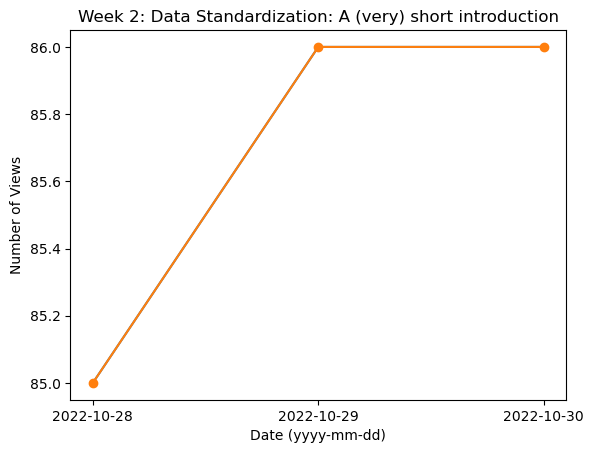 Week 2: Data Standardization: A (very) short introduction
86.0
85.8
85.6
85.4
85.2
85.0
Number of Views
2022-10-28 2022-10-29 2022-10-30
Date (yyyy-mm-dd)